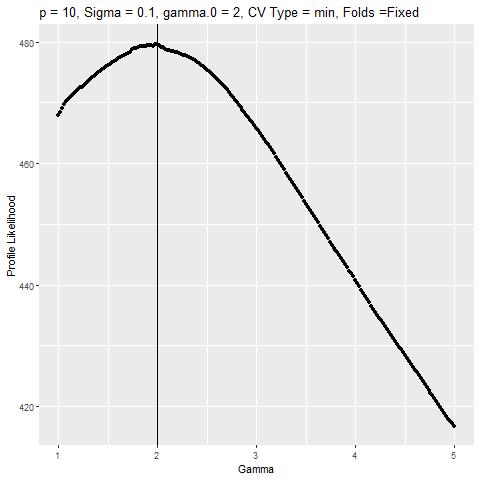 p = 10, Sigma = 0.1, gamma.0 = 2, CV Type = min, Folds =Fixed
Profile Likelihood
480
460
440
420
1 2 3 4 5
Gamma